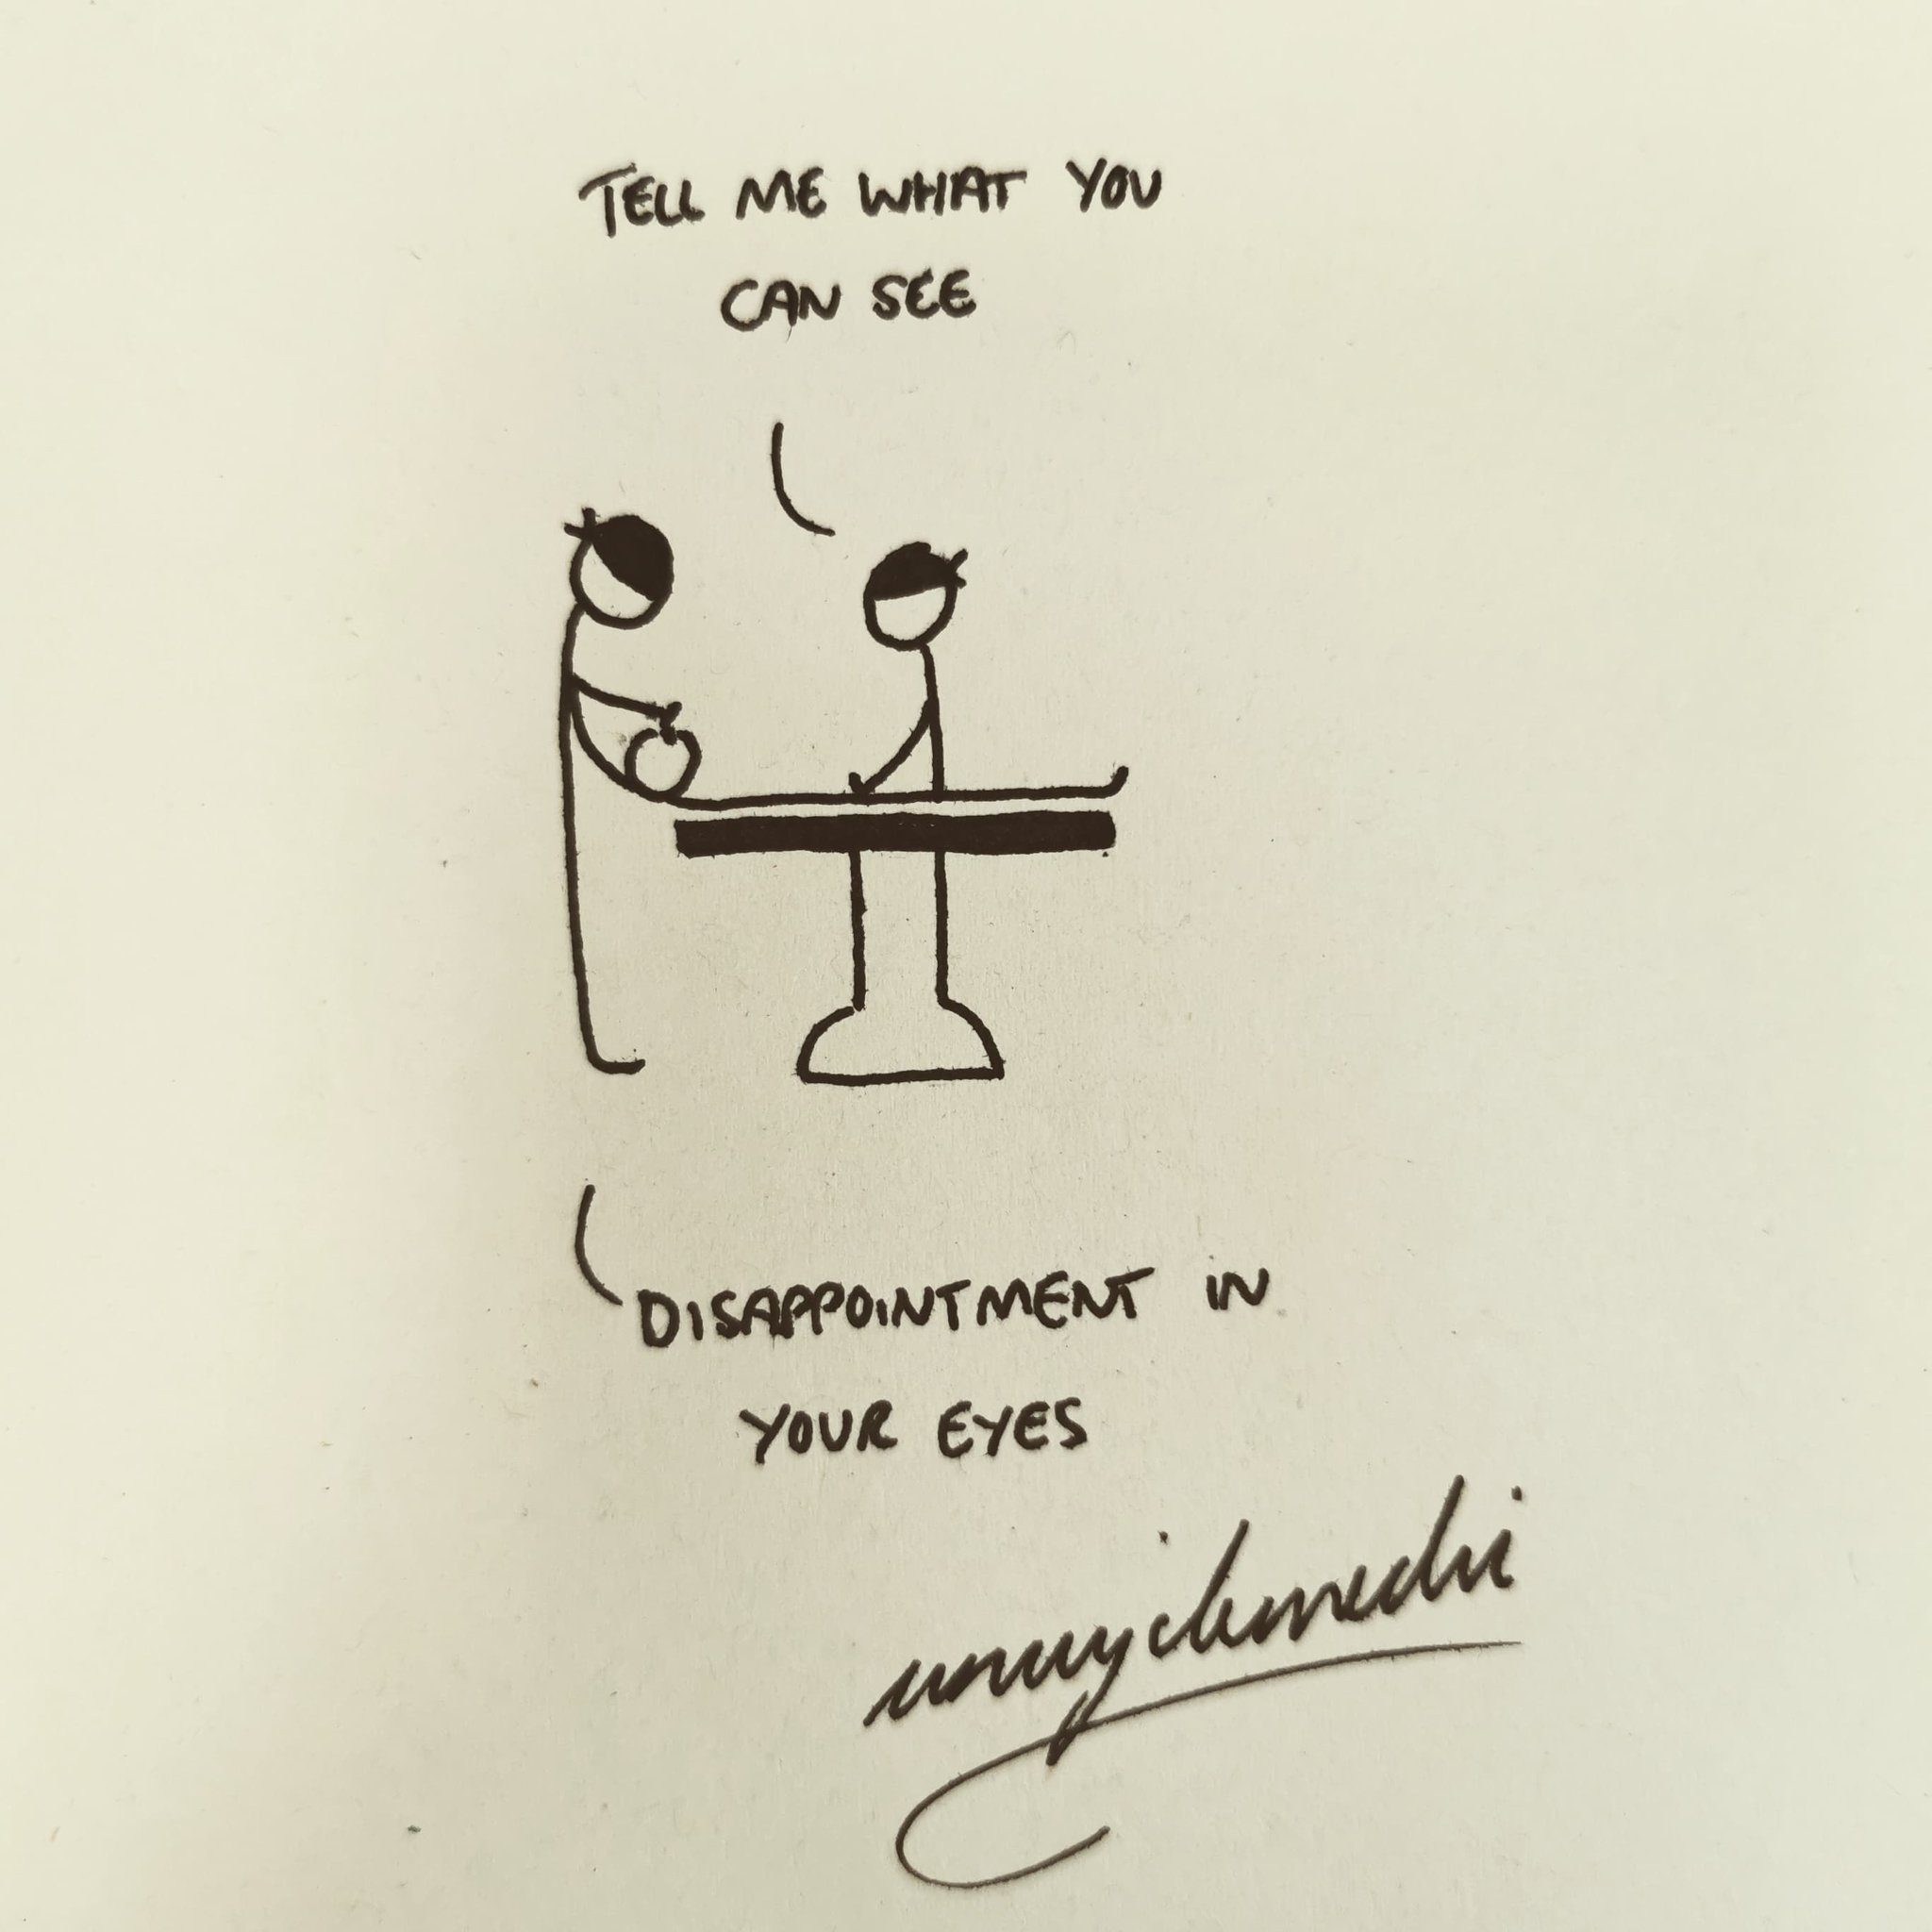 TELL ME WHAT YOU
CAN SEE
DISAPPOINTMENT IN
YOUR EYES